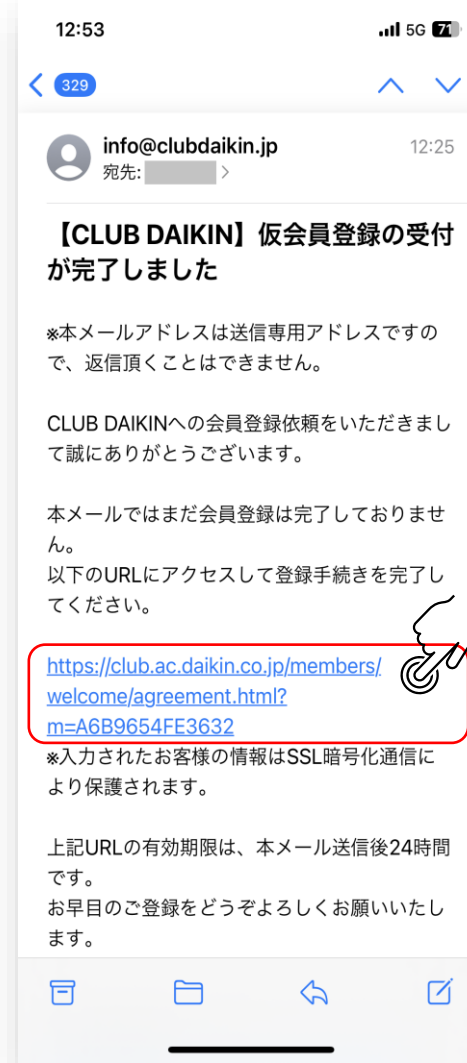 12:53
5G 71
329
info@clubdaikin.jp
12:25
宛先:
【CLUB DAIKIN】仮会員登録の受付
が完了しました
※本メールアドレスは送信専用アドレスですの
で、返信頂くことはできません。
CLUB DAIKINへの会員登録依頼をいただきまし
て誠にありがとうございます。
本メールではまだ会員登録は完了しておりませ
ん。
以下のURLにアクセスして登録手続きを完了し
てください。
https://club.ac.daikin.co.jp/members/
welcome/agreement.html?
m=A6B9654FE3632
※入力されたお客様の情報はSSL暗号化通信に
より保護されます。
上記URLの有効期限は、本メール送信後24時間
です。
お早目のご登録をどうぞよろしくお願いいたし
ます。